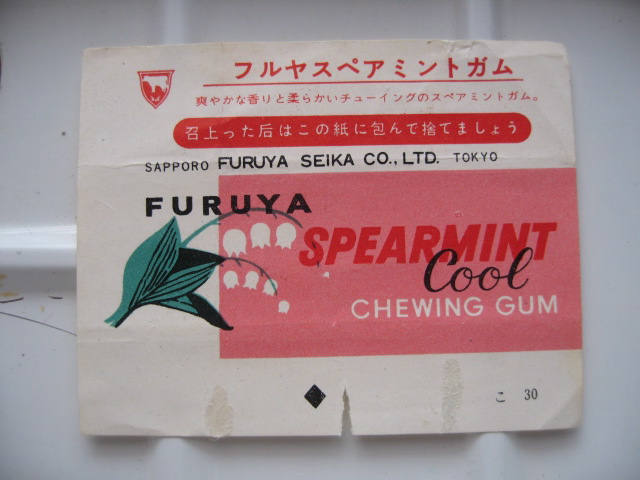 フルヤスペアミントガム
爽やかな香りと柔らかいチューイングのスペアミントガム。
召上った后はこの紙に包んで捨てましょう
SAPPORO FURUYA SEIKA CO., LTD. TOKYO
FURUYA
SPEARMINT
Cool
CHEWING GUM
こ 30